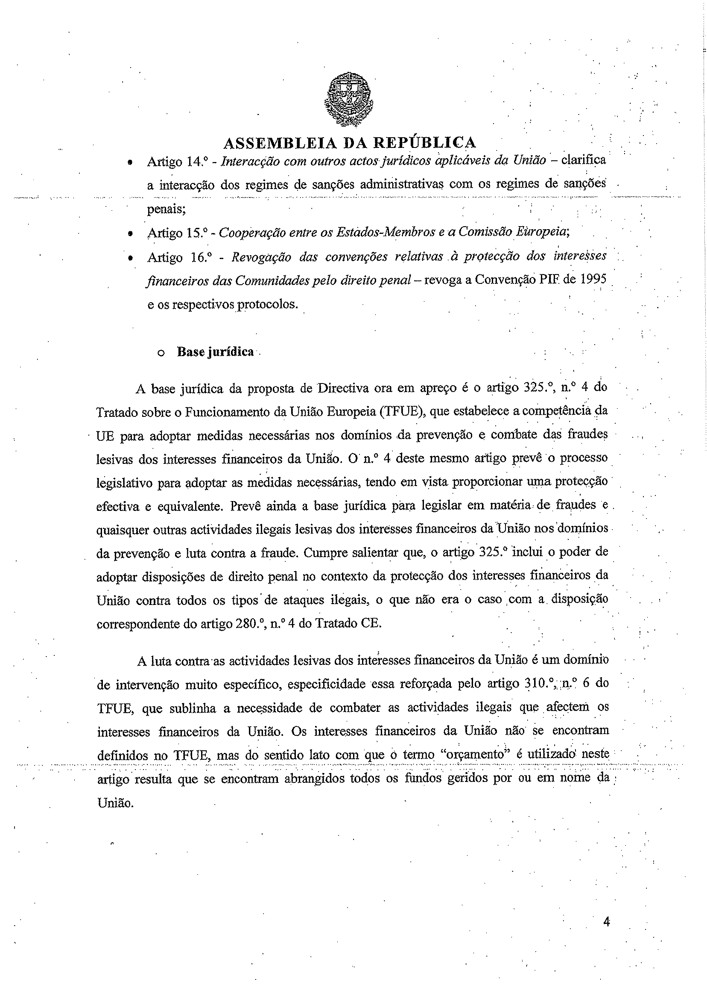 ASSEMBLEIA DA REPÚBLICA
• Artigo 14.º - Interacção com outros actos jurídicos aplicáveis da União – clarifica
a interacção dos regimes de sanções administrativas com os regimes de sanções
penais;
• Artigo 15.º - Cooperação entre os Estados-Membros e a Comissão Europeia;
• Artigo 16.º - Revogação das convenções relativas à protecção dos interesses
financeiros das Comunidades pelo direito penal – revoga a Convenção PIF de 1995
e os respectivos protocolos.
o Base jurídica
A base jurídica da proposta de Directiva ora em apreço é o artigo 325.º, n.º 4 do
Tratado sobre o Funcionamento da União Europeia (TFUE), que estabelece a competência da
UE para adoptar medidas necessárias nos domínios da prevenção e combate das fraudes
lesivas dos interesses financeiros da União. O n.º 4 deste mesmo artigo prevê o processo
legislativo para adoptar as medidas necessárias, tendo em vista proporcionar uma protecção
efectiva e equivalente. Prevê ainda a base jurídica para legislar em matéria de fraudes e
quaisquer outras actividades ilegais lesivas dos interesses financeiros da União nos domínios
da prevenção e luta contra a fraude. Cumpre salientar que, o artigo 325.º inclui o poder de
adoptar disposições de direito penal no contexto da protecção dos interesses financeiros da
União contra todos os tipos de ataques ilegais, o que não era o caso com a disposição
correspondente do artigo 280.º, n.º 4 do Tratado CE.
A luta contra as actividades lesivas dos interesses financeiros da União é um domínio
de intervenção muito específico, especificidade essa reforçada pelo artigo 310.º, n.º 6 do
TFUE, que sublinha a necessidade de combater as actividades ilegais que afectem os
interesses financeiros da União. Os interesses financeiros da União não se encontram
definidos no TFUE, mas do sentido lato com que o termo “orçamento” é utilizado neste
artigo resulta que se encontram abrangidos todos os fundos geridos por ou em nome da
União.
4